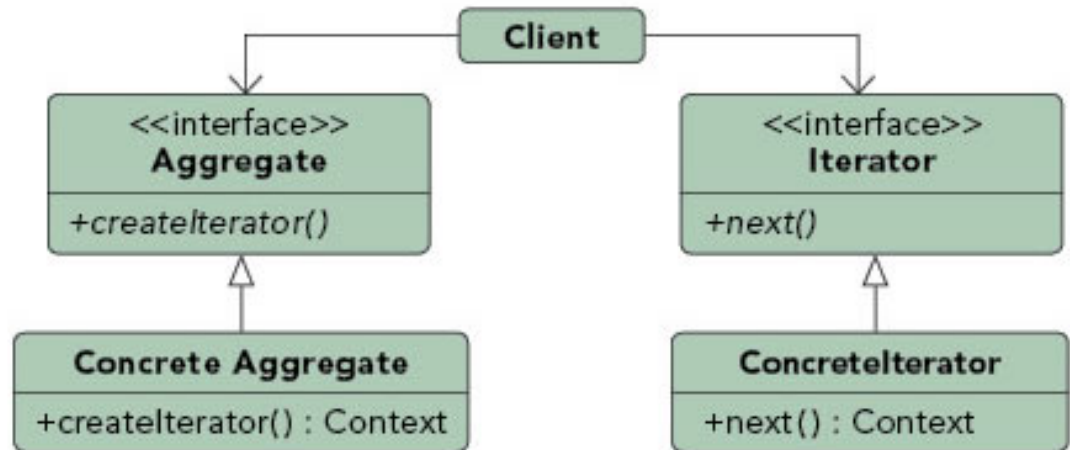 Client
<<interface>>
Aggregate
+createIterator()
<<interface>>
Iterator
+next()
Concrete Aggregate
+createIterator() : Context
ConcreteIterator
+next() : Context